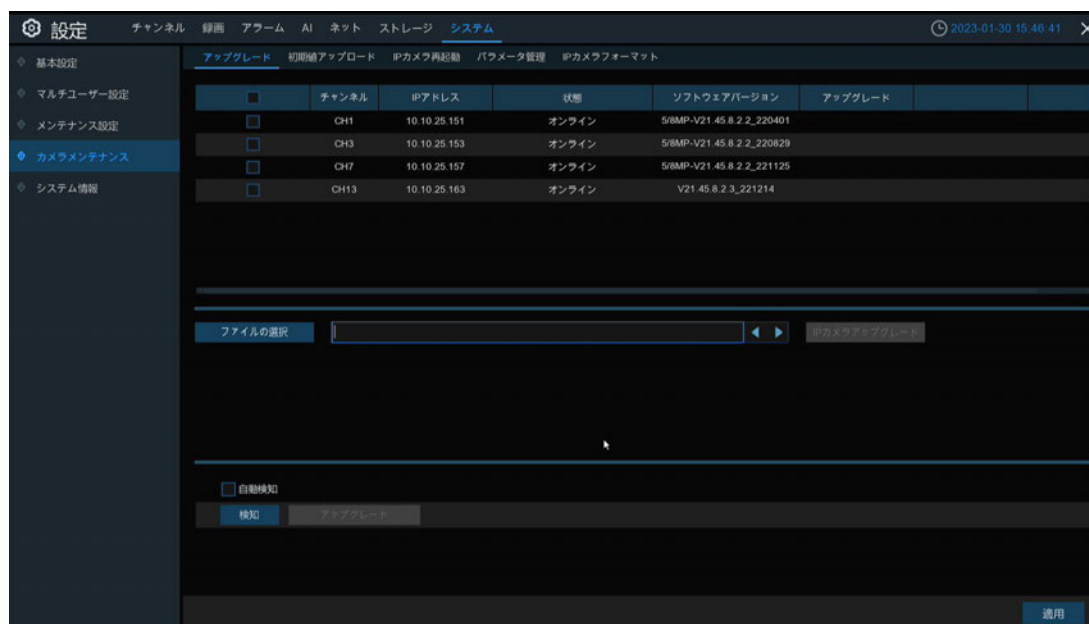 設定 チャンネル 録画 アラーム AI ネット ストレージ システム 2023-01-30 15:46:41
基本設定
マルチユーザー設定
メンテナンス設定
カメラメンテナンス
システム情報
アップグレード 初期値アップロード IPカメラ再起動 パラメータ管理 IPカメラフォーマット
チャンネル IPアドレス 状態 ソフトウェアバージョン アップグレード
CH1 10.10.25.151 オンライン 5/8MP-V21.45.8.2.2_220401
CH3 10.10.25.153 オンライン 5/8MP-V21.45.8.2.2_220829
CH7 10.10.25.157 オンライン 5/8MP-V21.45.8.2.2_221125
CH13 10.10.25.163 オンライン V21.45.8.2.3_221214
ファイルの選択 IPカメラアップグレード
自動検知
検知 アップグレード
適用